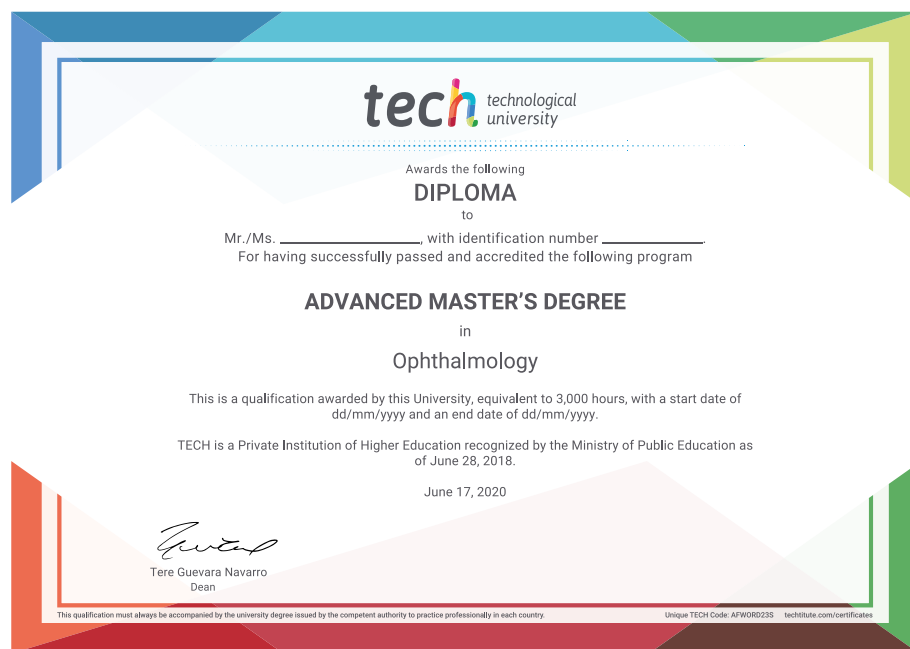 tech technological
university
Awards the following
DIPLOMA
to
Mr./Ms. ________________, with identification number ____________.
For having successfully passed and accredited the following program
ADVANCED MASTER'S DEGREE
in
Ophthalmology
This is a qualification awarded by this University, equivalent to 3,000 hours, with a start date of
dd/mm/yyyy and an end date of dd/mm/yyyy.
TECH is a Private Institution of Higher Education recognized by the Ministry of Public Education as
of June 28, 2018.
June 17, 2020
Tere Guevara Navarro
Dean
This qualification must always be accompanied by the university degree issued by the competent authority to practice professionally in each country.
Unique TECH Code: AFWORD23S techtitute.com/certificates